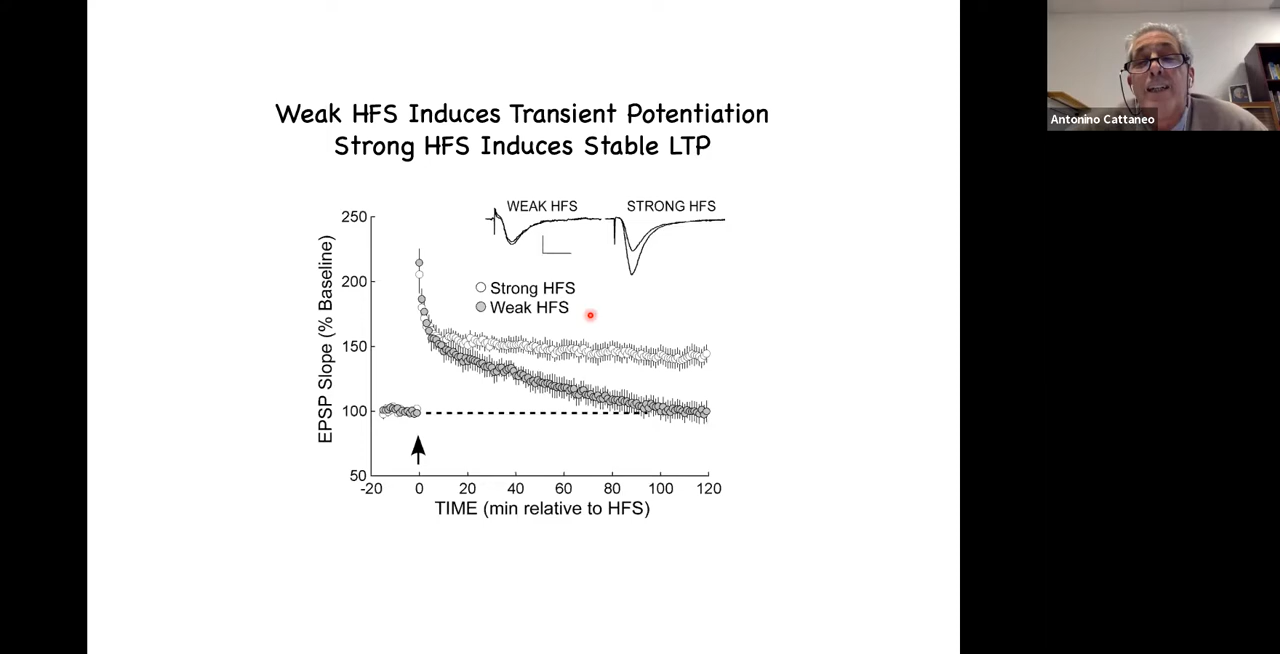 Weak HFS Induces Transient Potentiation
Strong HFS Induces Stable LTP
WEAK HFS
STRONG HFS
Strong HFS
Weak HFS
EPSP Slope (% Baseline)
250
200
150
100
50
-20 0 20 40 60 80 100 120
TIME (min relative to HFS)
Antonino Cattaneo